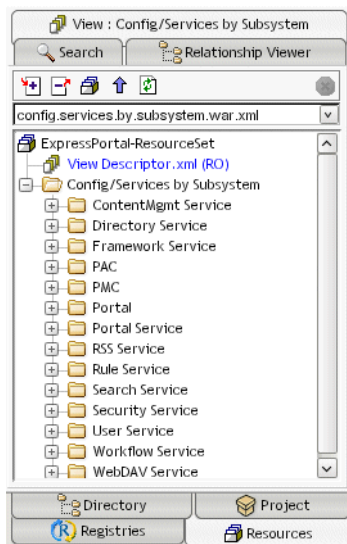 View : Config/Services by Subsystem
Search
Relationship Viewer
config.services.by.subsystem.war.xml
ExpressPortal-ResourceSet
View Descriptor.xml (RO)
Config/Services by Subsystem
ContentMgmt Service
Directory Service
Framework Service
PAC
PMC
Portal
Portal Service
RSS Service
Rule Service
Search Service
Security Service
User Service
Workflow Service
WebDAV Service
Directory
Project
Registries
Resources